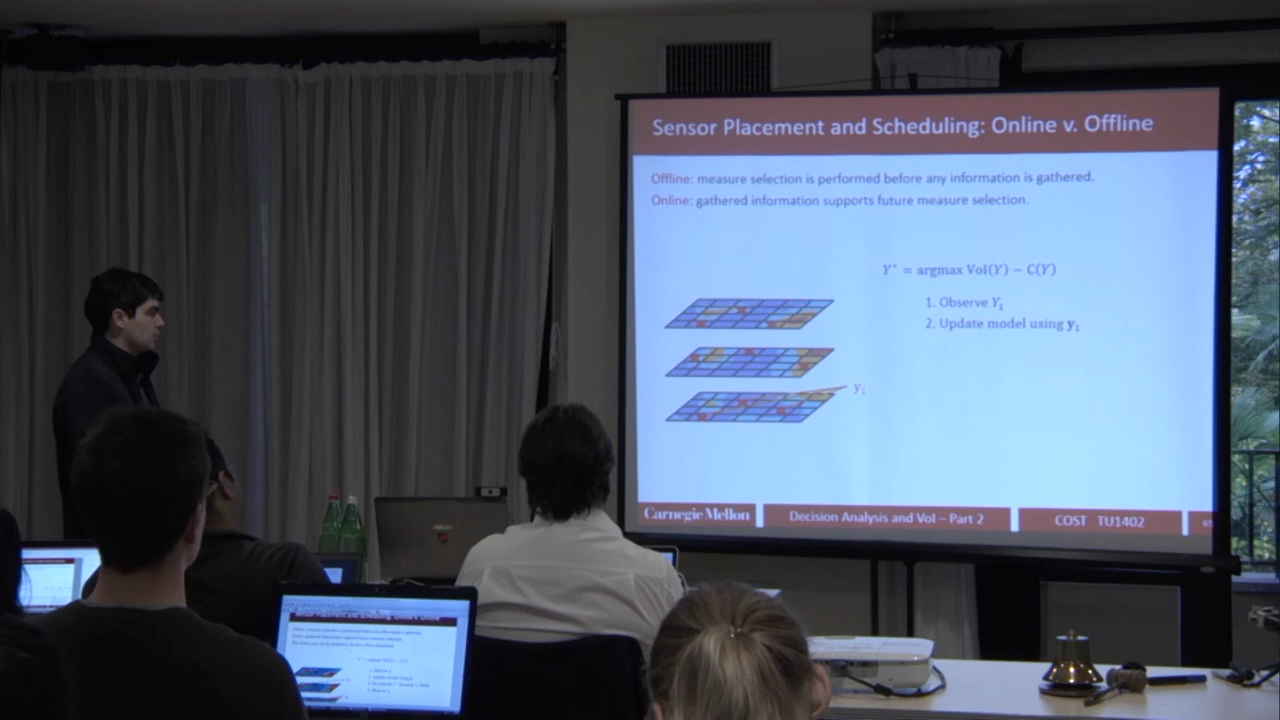 Sensor Placement and Scheduling: Online v. Offline
Offline: measure selection is performed before any information is gathered.
Online: gathered information supports future measure selection.
Y* = argmax VoI(Y) − C(Y)
1. Observe Y₁
2. Update model using y₁
y₁
Carnegie Mellon
Decision Analysis and VoI – Part 2
COST TU1402
ASUS